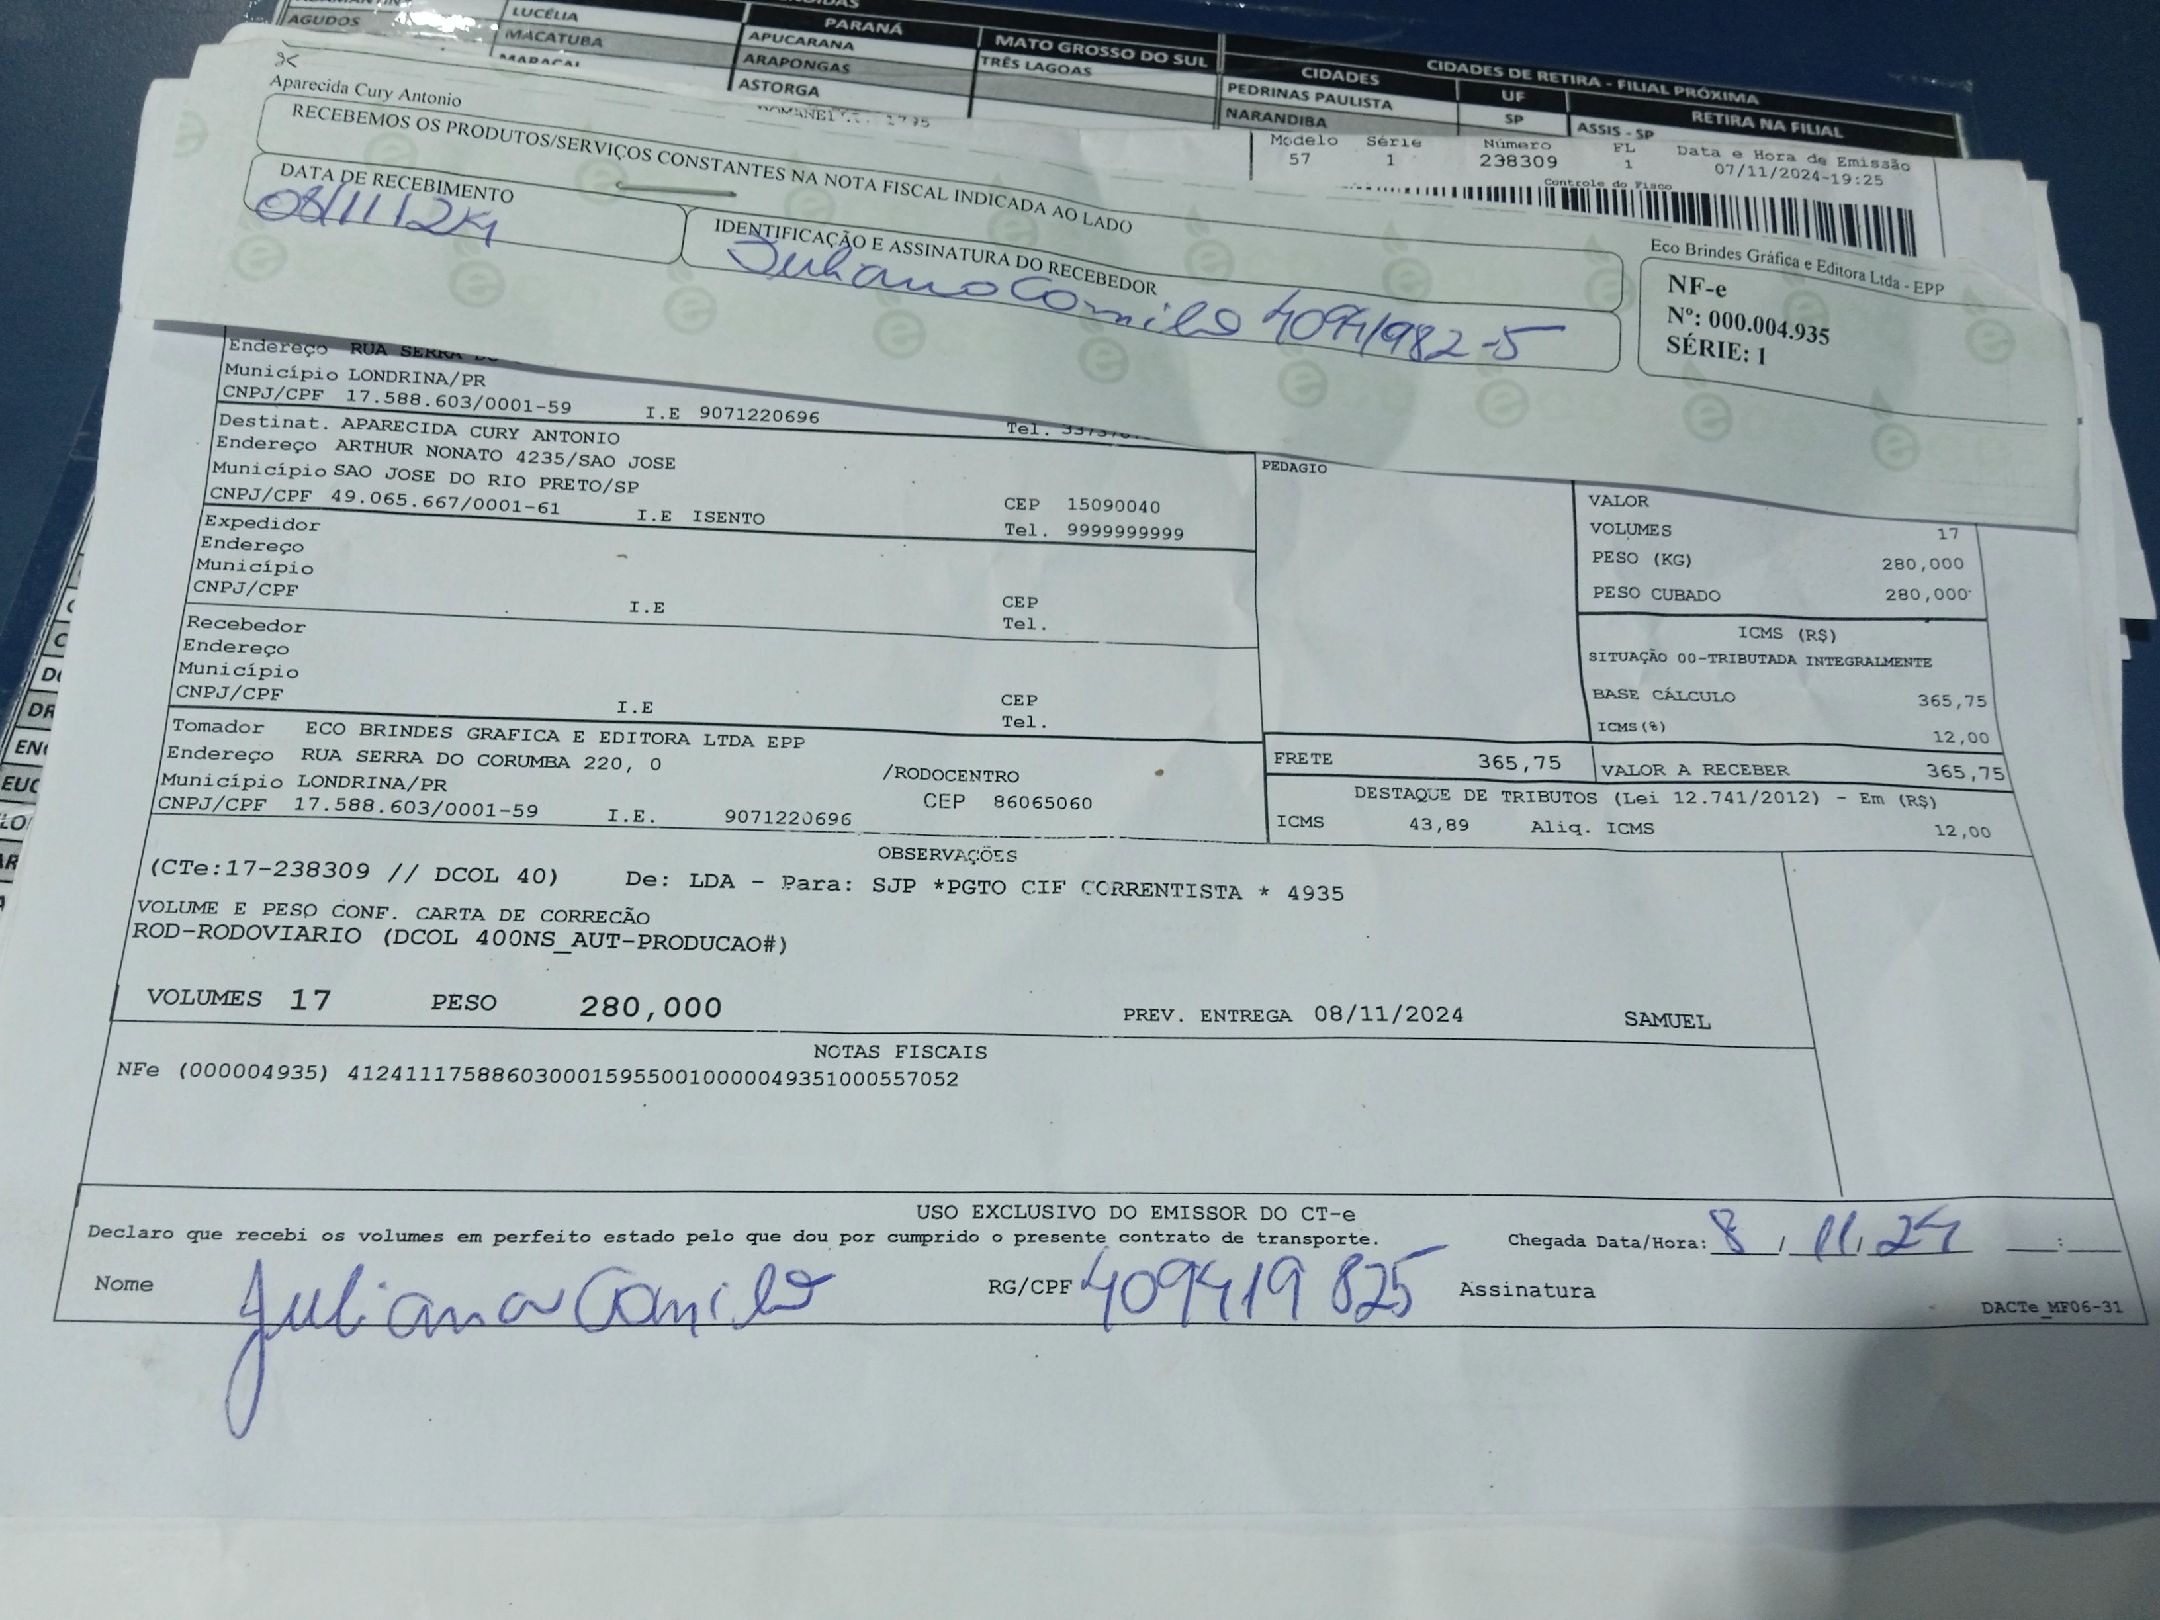 LUCÉLIA
AGUDOS
MACATUBA
PARANÁ
APUCARANA
ARAPONGAS
ASTORGA
MATO GROSSO DO SUL
TRÊS LAGOAS
CIDADES DE RETIRA - FILIAL PRÓXIMA
CIDADES UF RETIRA NA FILIAL
PEDRINAS PAULISTA SP ASSIS - SP
NARANDIBA
Modelo Série Número FL Data e Hora de Emissão
57 1 238309 1 07/11/2024-19:25
Controle do Fisco
Aparecida Cury Antonio
RECEBEMOS OS PRODUTOS/SERVIÇOS CONSTANTES NA NOTA FISCAL INDICADA AO LADO
DATA DE RECEBIMENTO
08/11/24
IDENTIFICAÇÃO E ASSINATURA DO RECEBEDOR
Juliano Camilo 40941982-5
Eco Brindes Gráfica e Editora Ltda - EPP
NF-e
Nº: 000.004.935
SÉRIE: 1
Endereço RUA SERRA
Município LONDRINA/PR
CNPJ/CPF 17.588.603/0001-59 I.E 9071220696 Tel.
Destinat. APARECIDA CURY ANTONIO
Endereço ARTHUR NONATO 4235/SAO JOSE
Município SAO JOSE DO RIO PRETO/SP CEP 15090040
CNPJ/CPF 49.065.667/0001-61 I.E ISENTO Tel. 9999999999
Expedidor
Endereço
Município CEP
CNPJ/CPF I.E Tel.
Recebedor
Endereço
Município CEP
CNPJ/CPF I.E Tel.
Tomador ECO BRINDES GRAFICA E EDITORA LTDA EPP
Endereço RUA SERRA DO CORUMBA 220, 0 /RODOCENTRO
Município LONDRINA/PR CEP 86065060
CNPJ/CPF 17.588.603/0001-59 I.E. 9071220696
PEDAGIO
VALOR
VOLUMES 17
PESO (KG) 280,000
PESO CUBADO 280,000
ICMS (R$)
SITUAÇÃO 00-TRIBUTADA INTEGRALMENTE
BASE CÁLCULO 365,75
ICMS(%) 12,00
FRETE 365,75 VALOR A RECEBER 365,75
DESTAQUE DE TRIBUTOS (Lei 12.741/2012) - Em (R$)
ICMS 43,89 Aliq. ICMS 12,00
OBSERVAÇÕES
(CTe:17-238309 // DCOL 40) De: LDA - Para: SJP *PGTO CIF CORRENTISTA * 4935
VOLUME E PESO CONF. CARTA DE CORRECÃO
ROD-RODOVIARIO (DCOL 400NS_AUT-PRODUCAO#)
VOLUMES 17 PESO 280,000 PREV. ENTREGA 08/11/2024 SAMUEL
NOTAS FISCAIS
NFe (000004935) 41241117588603000159550010000049351000557052
USO EXCLUSIVO DO EMISSOR DO CT-e
Declaro que recebi os volumes em perfeito estado pelo que dou por cumprido o presente contrato de transporte. Chegada Data/Hora: 8 / 11 / 24 __:__
Nome Juliano Camilo RG/CPF 409419825 Assinatura
DACTe_MF06-31